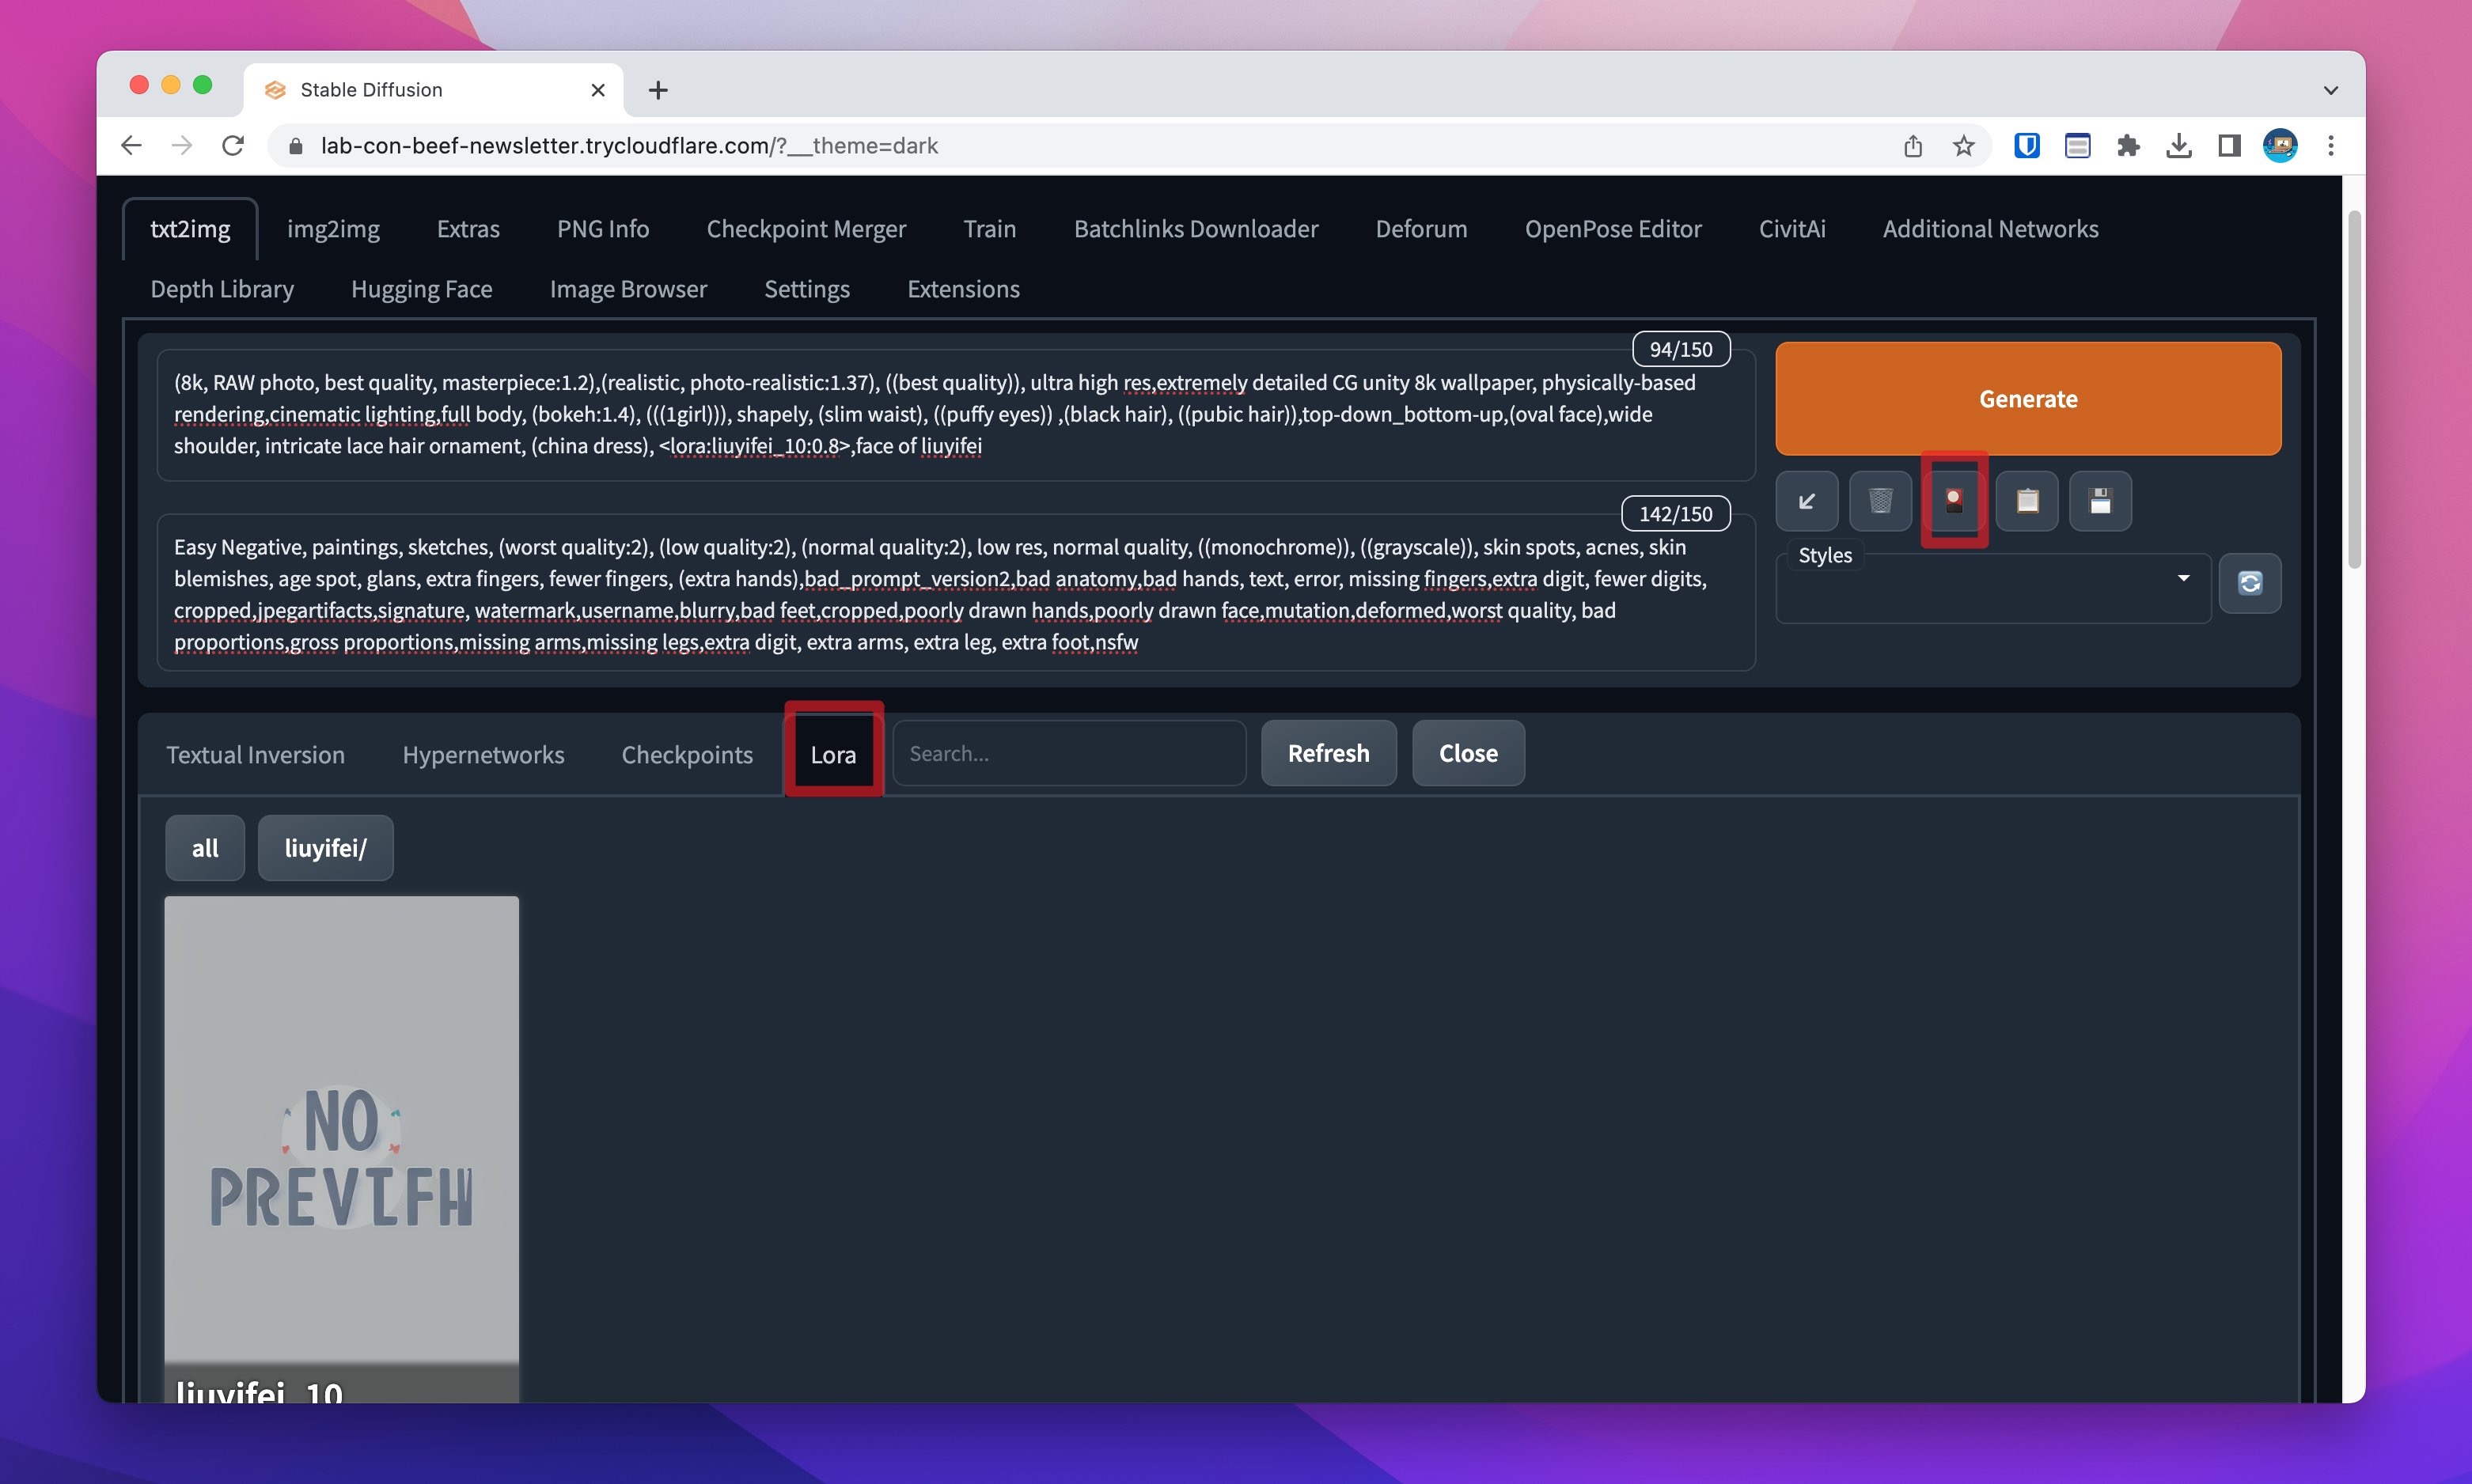 Stable Diffusion
lab-con-beef-newsletter.trycloudflare.com/?__theme=dark
txt2img img2img Extras PNG Info Checkpoint Merger Train Batchlinks Downloader Deforum OpenPose Editor CivitAi Additional Networks
Depth Library Hugging Face Image Browser Settings Extensions
94/150
(8k, RAW photo, best quality, masterpiece:1.2),(realistic, photo-realistic:1.37), ((best quality)), ultra high res,extremely detailed CG unity 8k wallpaper, physically-based
rendering,cinematic lighting,full body, (bokeh:1.4), (((1girl))), shapely, (slim waist), ((puffy eyes)) ,(black hair), ((pubic hair)),top-down_bottom-up,(oval face),wide
shoulder, intricate lace hair ornament, (china dress), <lora:liuyifei_10:0.8>,face of liuyifei
Generate
142/150
Easy Negative, paintings, sketches, (worst quality:2), (low quality:2), (normal quality:2), low res, normal quality, ((monochrome)), ((grayscale)), skin spots, acnes, skin
blemishes, age spot, glans, extra fingers, fewer fingers, (extra hands),bad_prompt_version2,bad anatomy,bad hands, text, error, missing fingers,extra digit, fewer digits,
cropped,jpegartifacts,signature, watermark,username,blurry,bad feet,cropped,poorly drawn hands,poorly drawn face,mutation,deformed,worst quality, bad
proportions,gross proportions,missing arms,missing legs,extra digit, extra arms, extra leg, extra foot,nsfw
Styles
Textual Inversion Hypernetworks Checkpoints Lora Search... Refresh Close
all liuyifei/
NO
PREVIFW
liuyifei_10